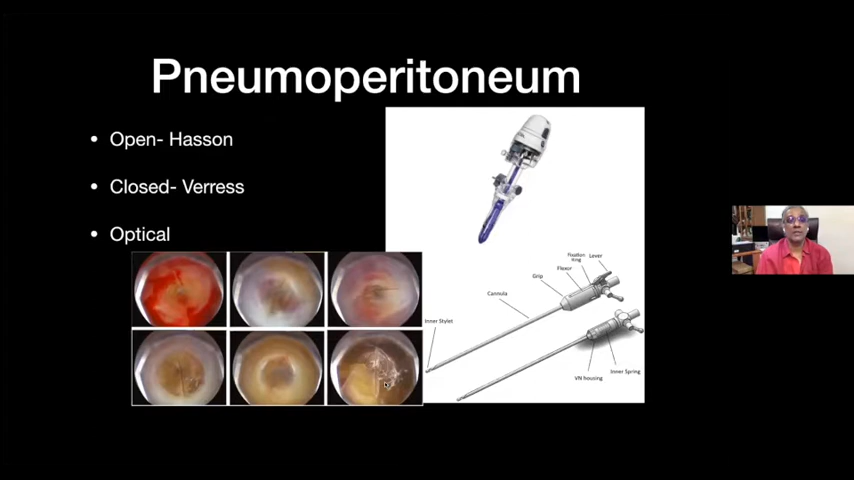 Pneumoperitoneum
• Open- Hasson
• Closed- Verress
• Optical
Fixation
ring
Lever
Flexor
Grip
Cannula
Inner Stylet
VN housing
Inner Spring